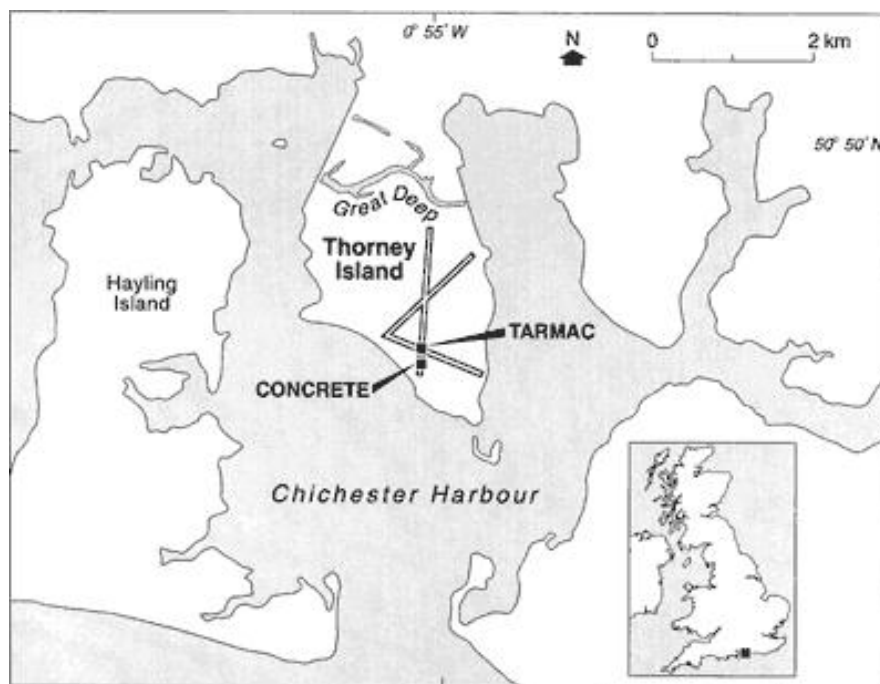 0° 55' W
N
0 2 km
50° 50' N
Great Deep
Thorney
Island
Hayling
Island
TARMAC
CONCRETE
Chichester Harbour